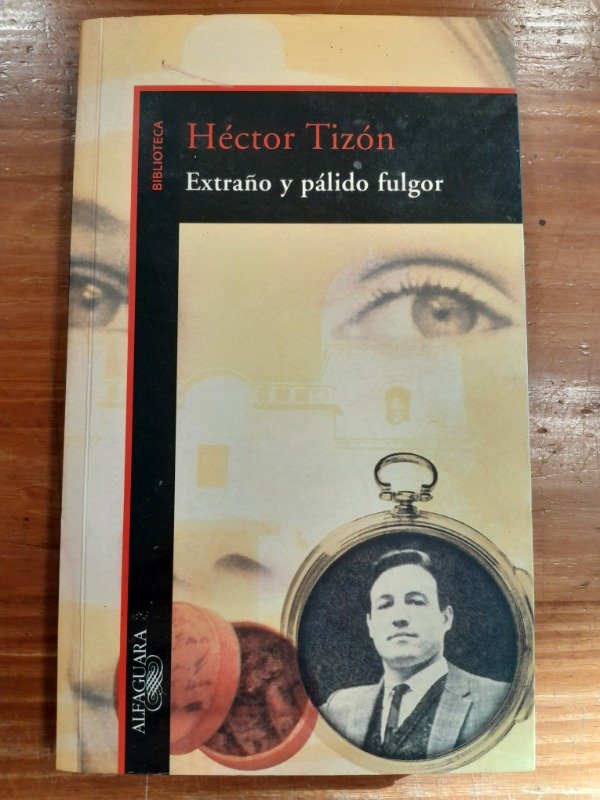 BIBLIOTECA
Héctor Tizón
Extraño y pálido fulgor
ALFAGUARA